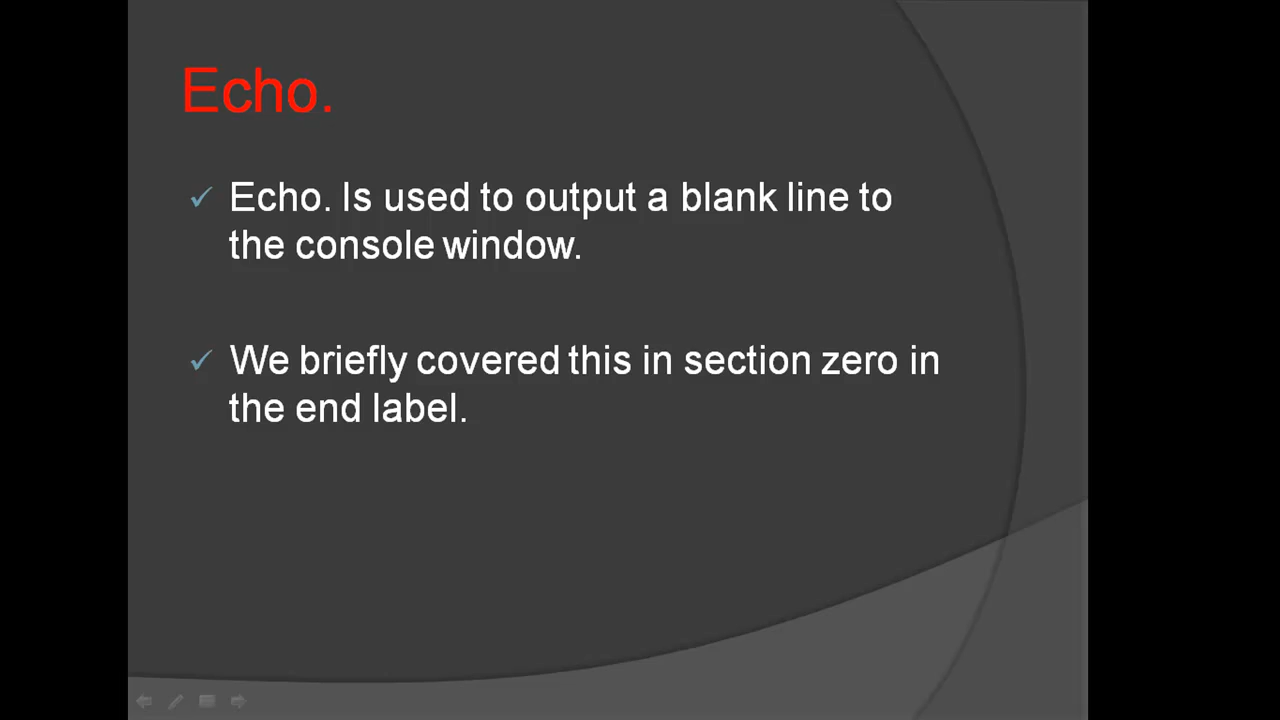 Echo.
Echo. Is used to output a blank line to
the console window.
We briefly covered this in section zero in
the end label.